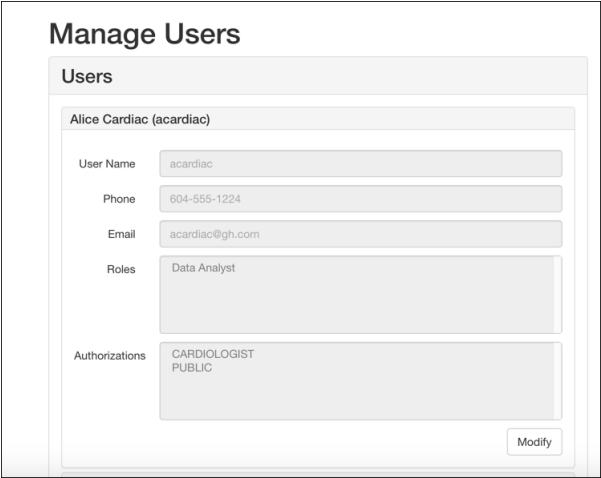 Manage Users
Users
Alice Cardiac (acardiac)
User Name acardiac
Phone 604-555-1224
Email acardiac@gh.com
Roles Data Analyst
Authorizations CARDIOLOGIST
PUBLIC
Modify